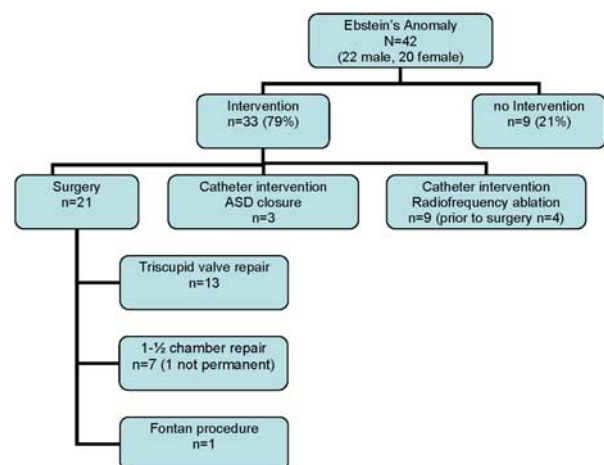 Ebstein's Anomaly
N=42
(22 male, 20 female)
Intervention
n=33 (79%)
no Intervention
n=9 (21%)
Surgery
n=21
Catheter intervention
ASD closure
n=3
Catheter intervention
Radiofrequency ablation
n=9 (prior to surgery n=4)
Triscupid valve repair
n=13
1-½ chamber repair
n=7 (1 not permanent)
Fontan procedure
n=1